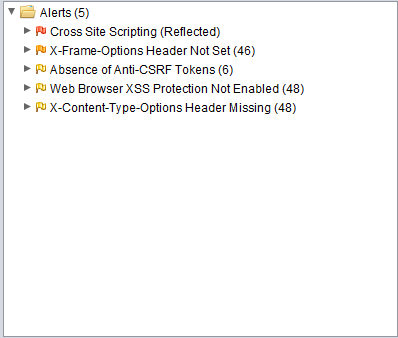 Alerts (5)
Cross Site Scripting (Reflected)
X-Frame-Options Header Not Set (46)
Absence of Anti-CSRF Tokens (6)
Web Browser XSS Protection Not Enabled (48)
X-Content-Type-Options Header Missing (48)